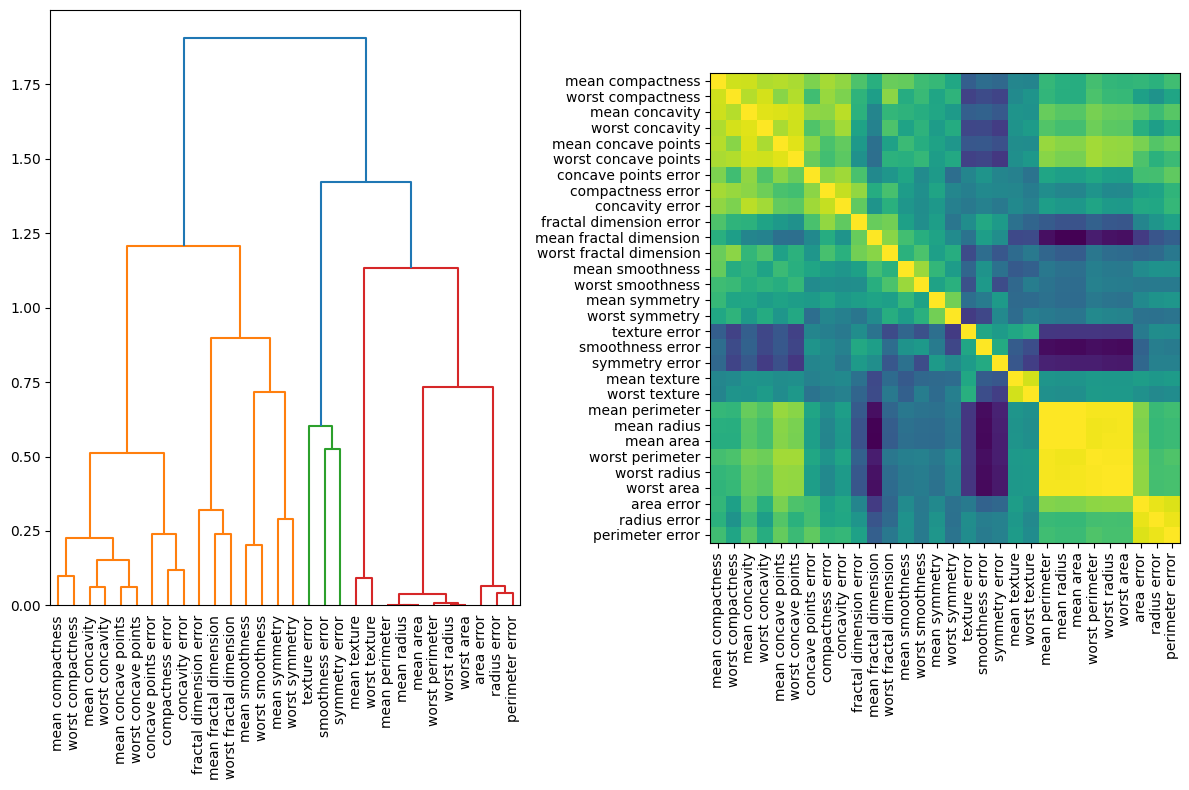 1.75
1.50
1.25
1.00
0.75
0.50
0.25
0.00
mean compactness
worst compactness
mean concavity
worst concavity
mean concave points
worst concave points
concave points error
compactness error
concavity error
fractal dimension error
mean fractal dimension
worst fractal dimension
mean smoothness
worst smoothness
mean symmetry
worst symmetry
texture error
smoothness error
symmetry error
mean texture
worst texture
mean perimeter
mean radius
mean area
worst perimeter
worst radius
worst area
area error
radius error
perimeter error
mean compactness
worst compactness
mean concavity
worst concavity
mean concave points
worst concave points
concave points error
compactness error
concavity error
fractal dimension error
mean fractal dimension
worst fractal dimension
mean smoothness
worst smoothness
mean symmetry
worst symmetry
texture error
smoothness error
symmetry error
mean texture
worst texture
mean perimeter
mean radius
mean area
worst perimeter
worst radius
worst area
area error
radius error
perimeter error
mean compactness
worst compactness
mean concavity
worst concavity
mean concave points
worst concave points
concave points error
compactness error
concavity error
fractal dimension error
mean fractal dimension
worst fractal dimension
mean smoothness
worst smoothness
mean symmetry
worst symmetry
texture error
smoothness error
symmetry error
mean texture
worst texture
mean perimeter
mean radius
mean area
worst perimeter
worst radius
worst area
area error
radius error
perimeter error